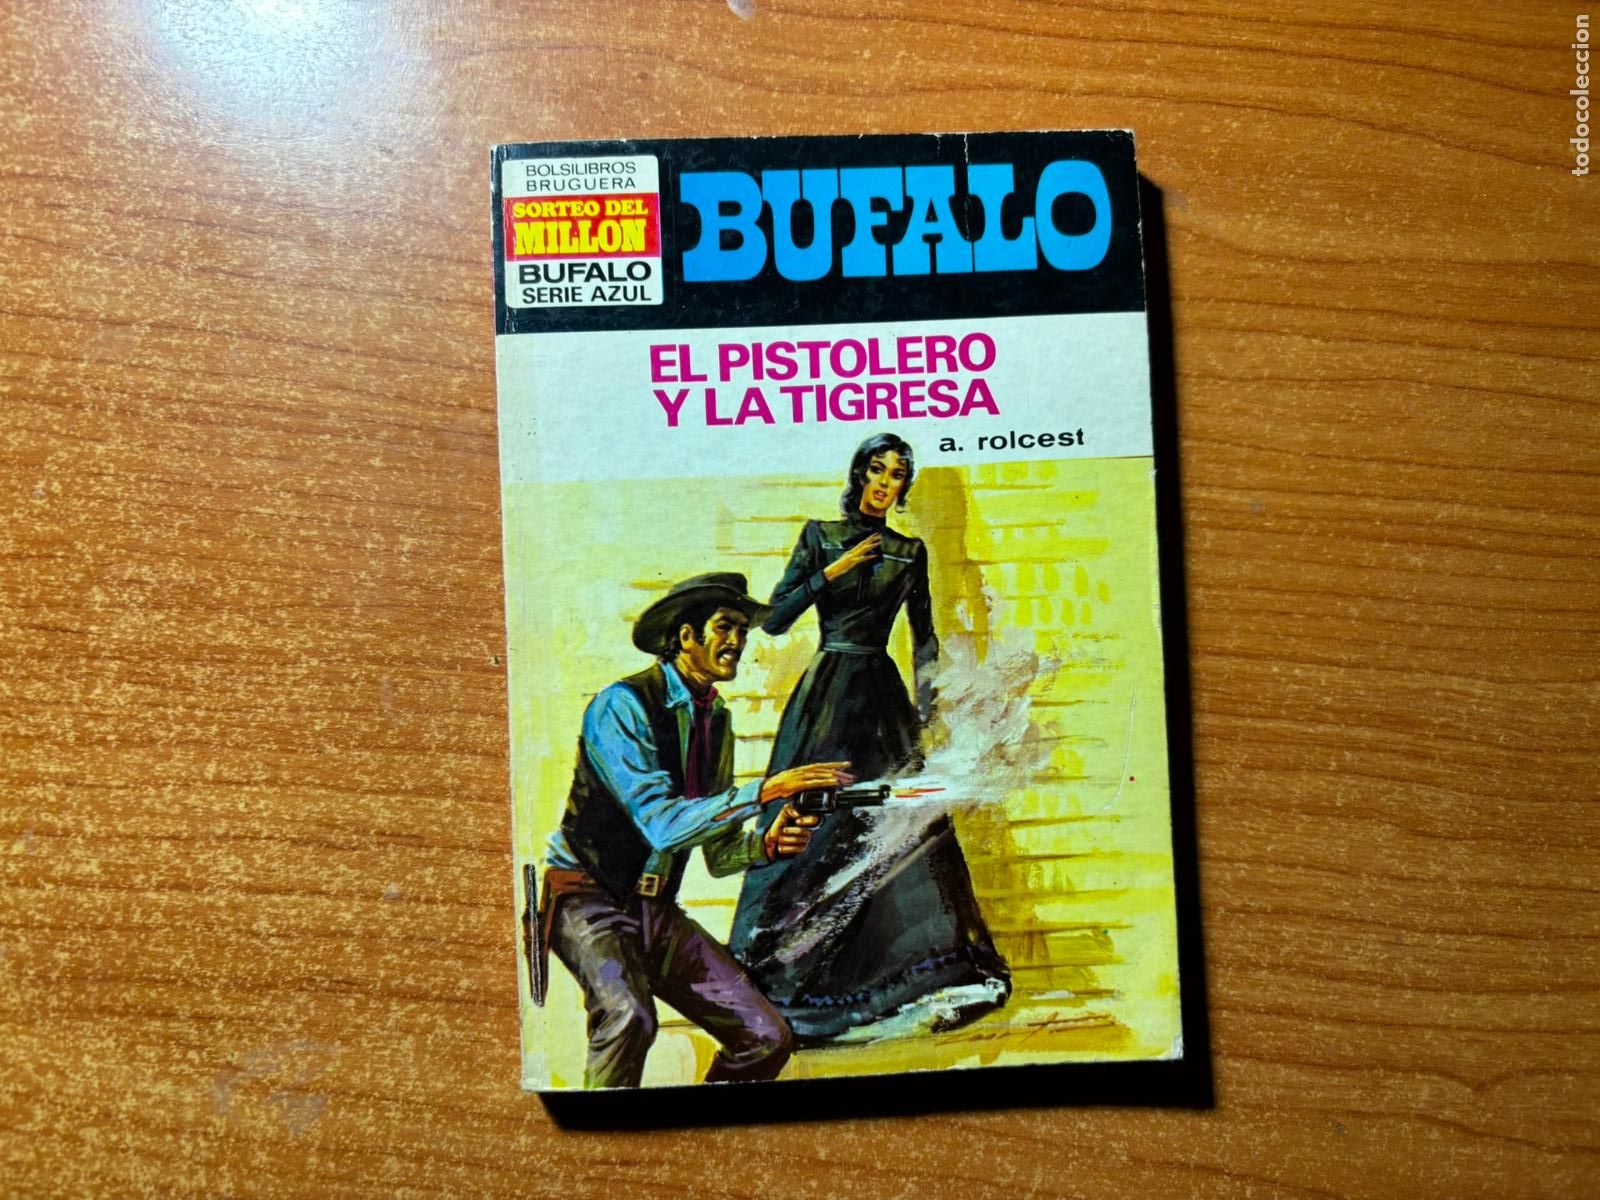 BOLSILIBROS
BRUGUERA
SORTEO DEL
MILLON
BUFALO
SERIE AZUL
BUFALO
EL PISTOLERO
Y LA TIGRESA
a. rolcest
todocoleccion